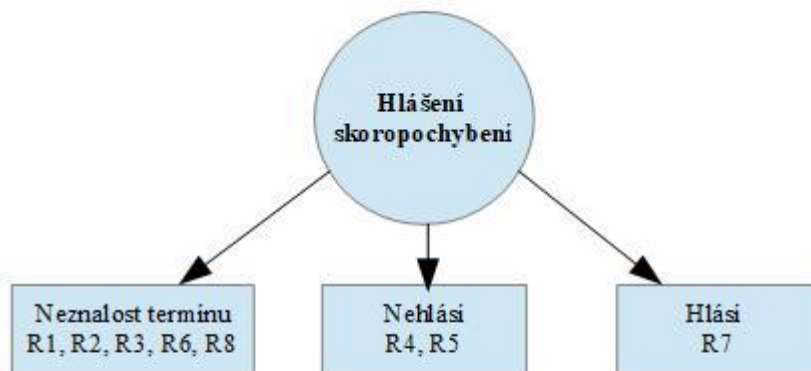 Hlášení
skoropochybení
Neznalost termínu
R1, R2, R3, R6, R8
Nehlásí
R4, R5
Hlásí
R7